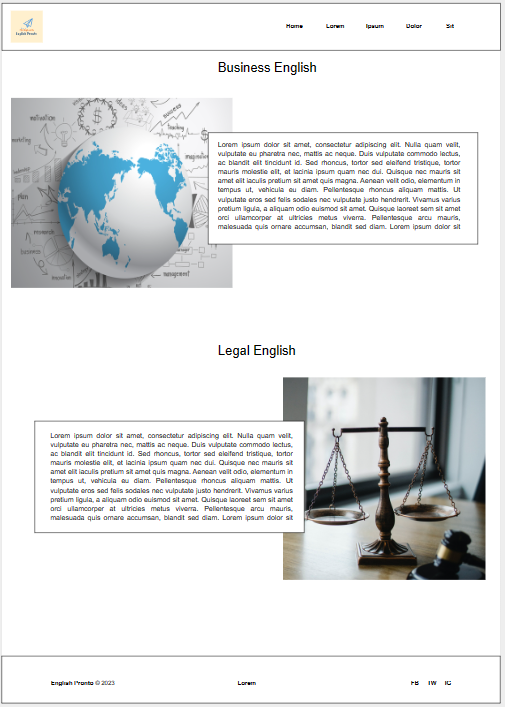 English Pronto
Home Lorem Ipsum Dolor Sit
Business English
motivation
marketing
teaching
imagination
plan
research
business
management
Lorem ipsum dolor sit amet, consectetur adipiscing elit. Nulla quam velit,
vulputate eu pharetra nec, mattis ac neque. Duis vulputate commodo lectus,
ac blandit elit tincidunt id. Sed rhoncus, tortor sed eleifend tristique, tortor
mauris molestie elit, et lacinia ipsum quam nec dui. Quisque nec mauris sit
amet elit iaculis pretium sit amet quis magna. Aenean velit odio, elementum in
tempus ut, vehicula eu diam. Pellentesque rhoncus aliquam mattis. Ut
vulputate eros sed felis sodales nec vulputate justo hendrerit. Vivamus varius
pretium ligula, a aliquam odio euismod sit amet. Quisque laoreet sem sit amet
orci ullamcorper at ultricies metus viverra. Pellentesque arcu mauris,
malesuada quis ornare accumsan, blandit sed diam. Lorem ipsum dolor sit
Legal English
Lorem ipsum dolor sit amet, consectetur adipiscing elit. Nulla quam velit,
vulputate eu pharetra nec, mattis ac neque. Duis vulputate commodo lectus,
ac blandit elit tincidunt id. Sed rhoncus, tortor sed eleifend tristique, tortor
mauris molestie elit, et lacinia ipsum quam nec dui. Quisque nec mauris sit
amet elit iaculis pretium sit amet quis magna. Aenean velit odio, elementum in
tempus ut, vehicula eu diam. Pellentesque rhoncus aliquam mattis. Ut
vulputate eros sed felis sodales nec vulputate justo hendrerit. Vivamus varius
pretium ligula, a aliquam odio euismod sit amet. Quisque laoreet sem sit amet
orci ullamcorper at ultricies metus viverra. Pellentesque arcu mauris,
malesuada quis ornare accumsan, blandit sed diam. Lorem ipsum dolor sit
English Pronto © 2023 Lorem FB TW IG